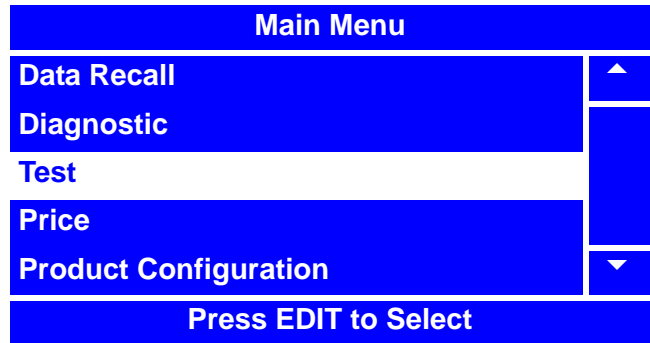 Main Menu
Data Recall
Diagnostic
Test
Price
Product Configuration
Press EDIT to Select